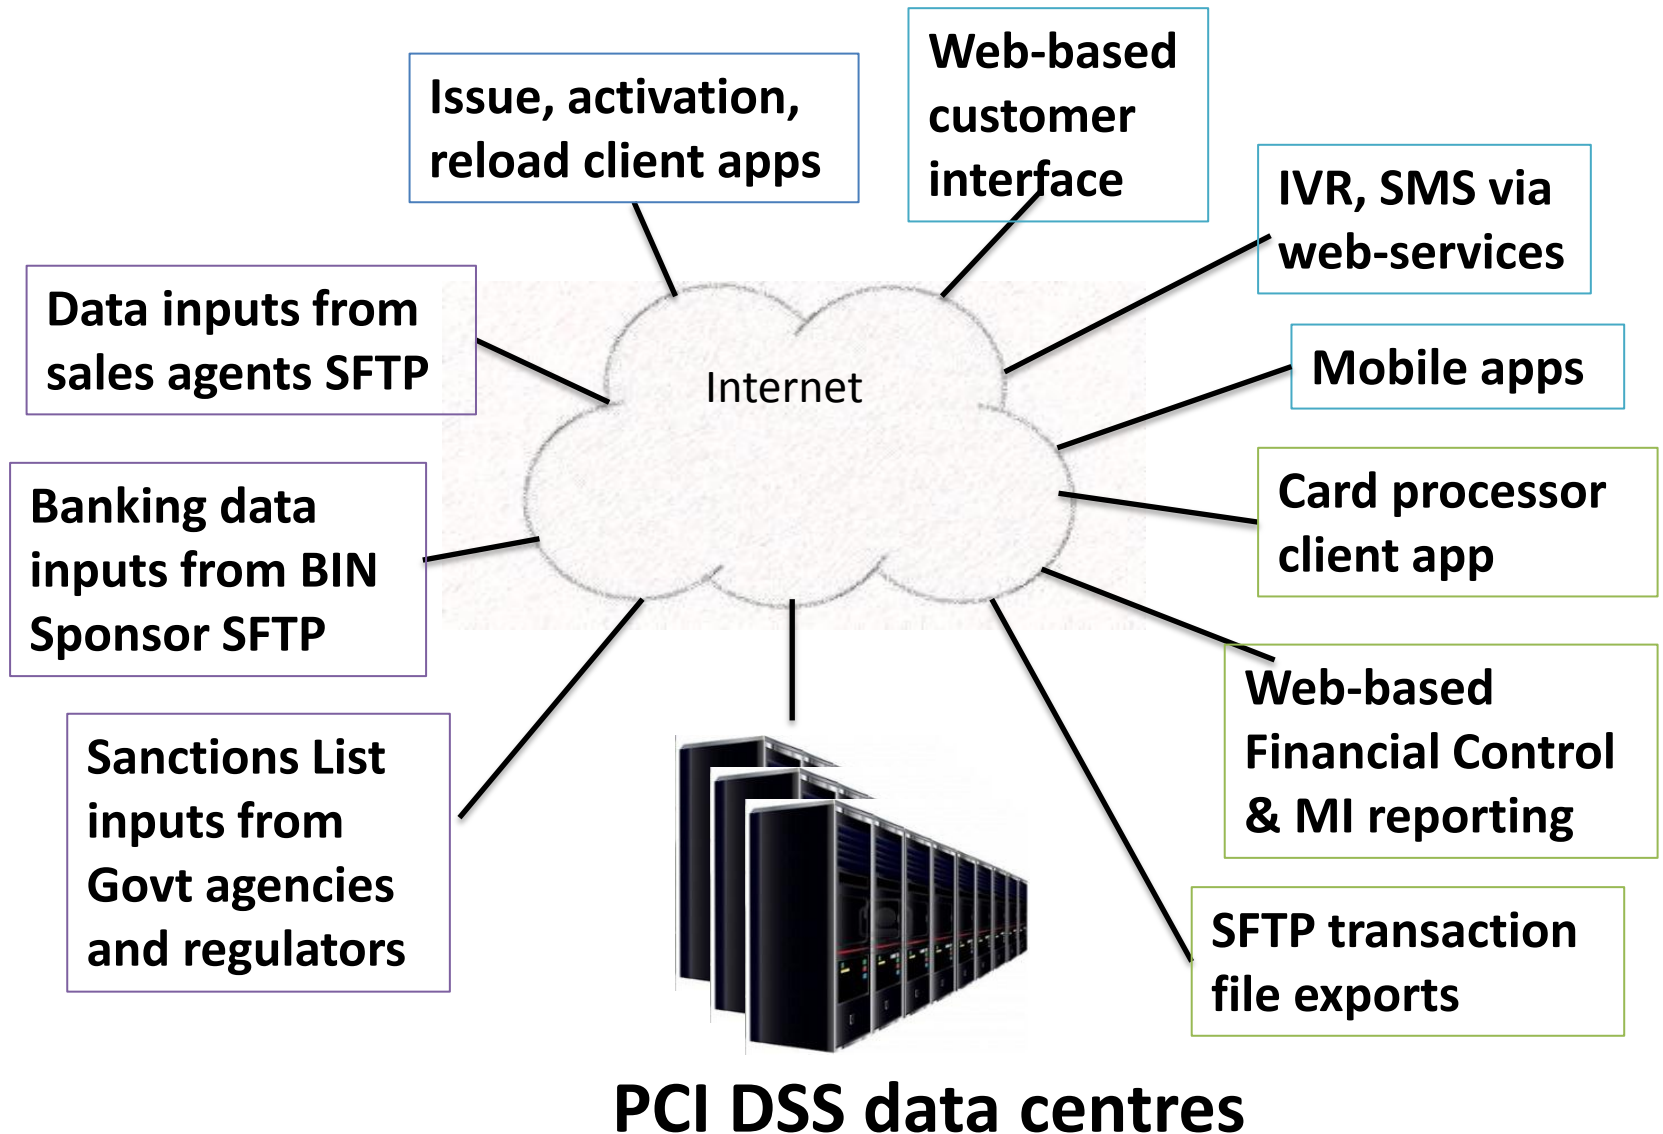 Issue, activation,
reload client apps
Web-based
customer
interface
IVR, SMS via
web-services
Data inputs from
sales agents SFTP
Internet
Mobile apps
Banking data
inputs from BIN
Sponsor SFTP
Card processor
client app
Sanctions List
inputs from
Govt agencies
and regulators
Web-based
Financial Control
& MI reporting
SFTP transaction
file exports
PCI DSS data centres